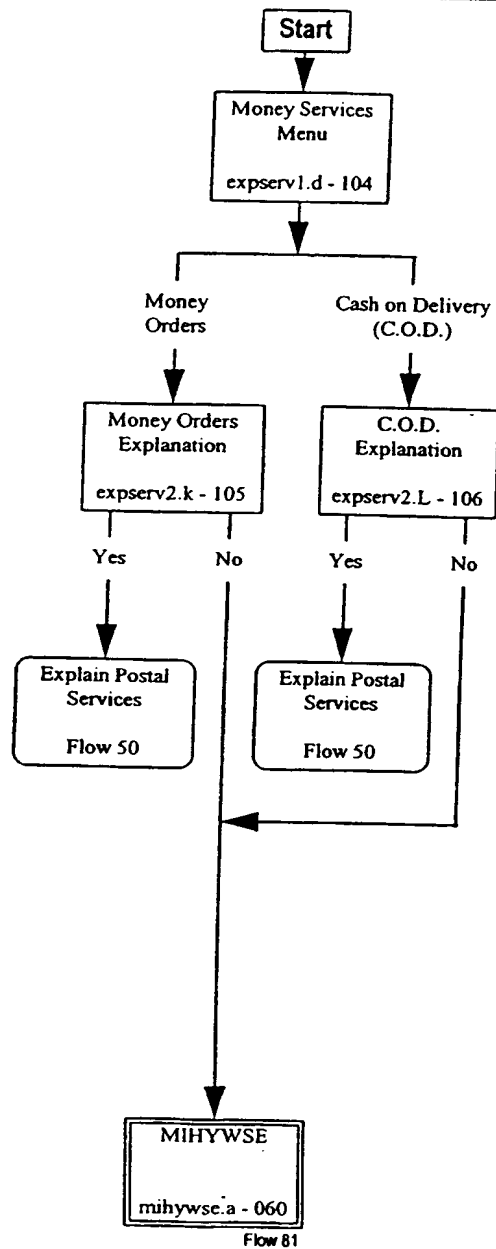 Start
Money Services
Menu
expserv1.d - 104
Money
Orders
Cash on Delivery
(C.O.D.)
Money Orders
Explanation
expserv2.k - 105
C.O.D.
Explanation
expserv2.L - 106
Yes
No
Yes
No
Explain Postal
Services
Flow 50
Explain Postal
Services
Flow 50
MIHYWSE
mihywse.a - 060
Flow 81